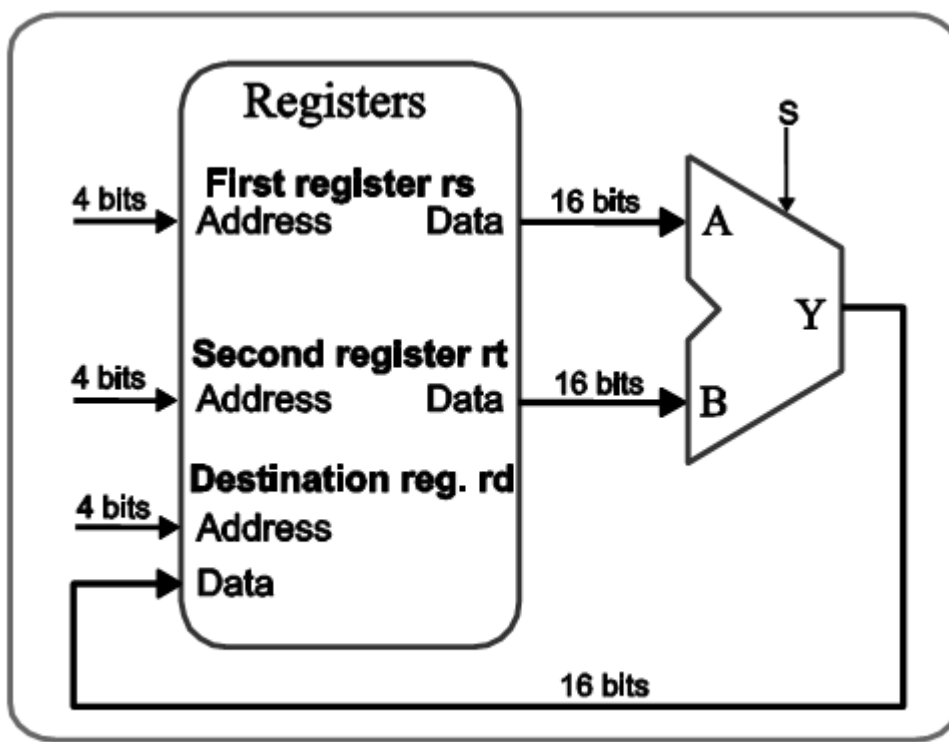 Registers
S
First register rs
4 bits
Address
Data
16 bits
A
Y
Second register rt
4 bits
Address
Data
16 bits
B
Destination reg. rd
4 bits
Address
Data
16 bits